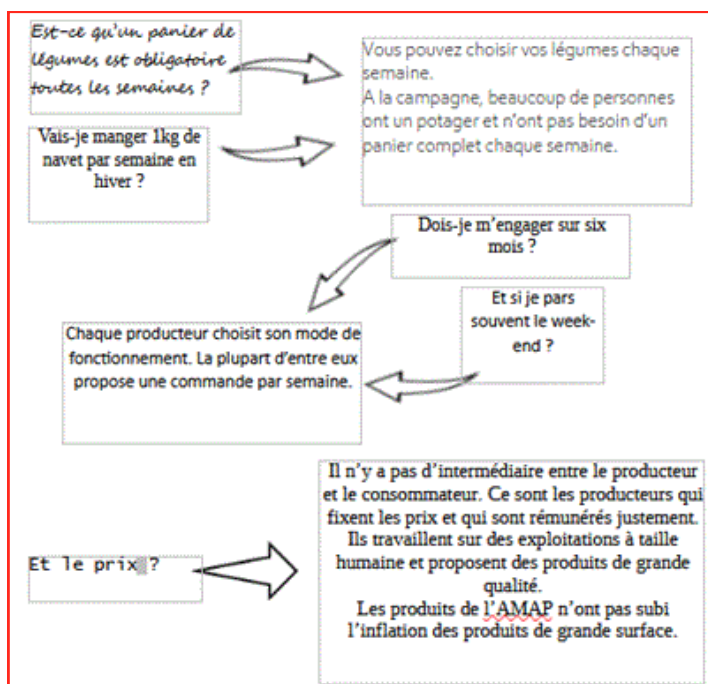 Est-ce qu'un panier de
légumes est obligatoire
toutes les semaines ?
Vous pouvez choisir vos légumes chaque
semaine.
A la campagne, beaucoup de personnes
ont un potager et n'ont pas besoin d'un
panier complet chaque semaine.
Vais-je manger 1kg de
navet par semaine en
hiver ?
Dois-je m'engager sur six
mois ?
Et si je pars
souvent le week-
end ?
Chaque producteur choisit son mode de
fonctionnement. La plupart d'entre eux
propose une commande par semaine.
Il n'y a pas d'intermédiaire entre le producteur
et le consommateur. Ce sont les producteurs qui
fixent les prix et qui sont rémunérés justement.
Ils travaillent sur des exploitations à taille
humaine et proposent des produits de grande
qualité.
Les produits de l'AMAP n'ont pas subi
l'inflation des produits de grande surface.
Et le prix ?